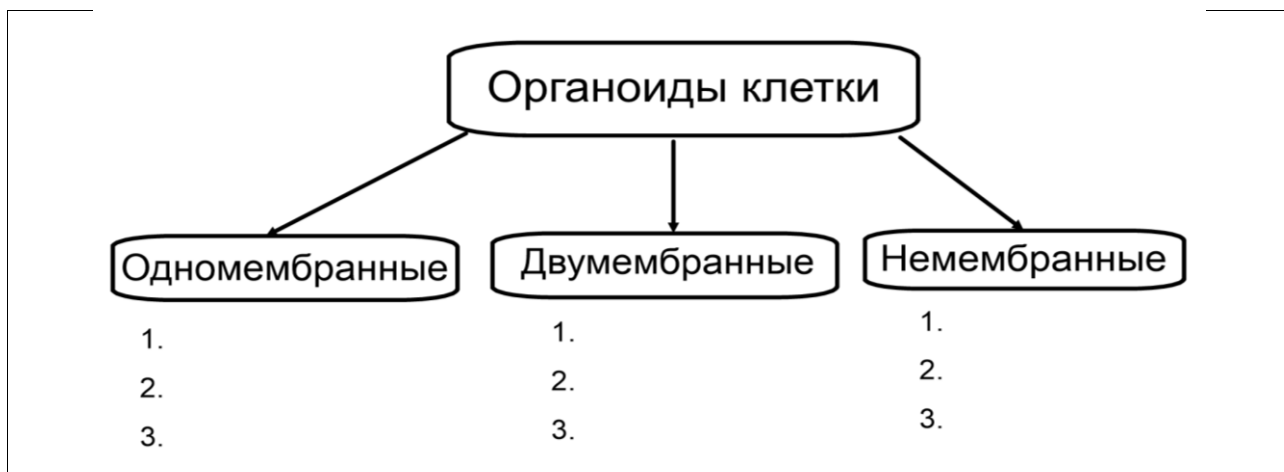 Органоиды клетки
Одномембранные
1.
2.
3.
Двумембранные
1.
2.
3.
Немембранные
1.
2.
3.